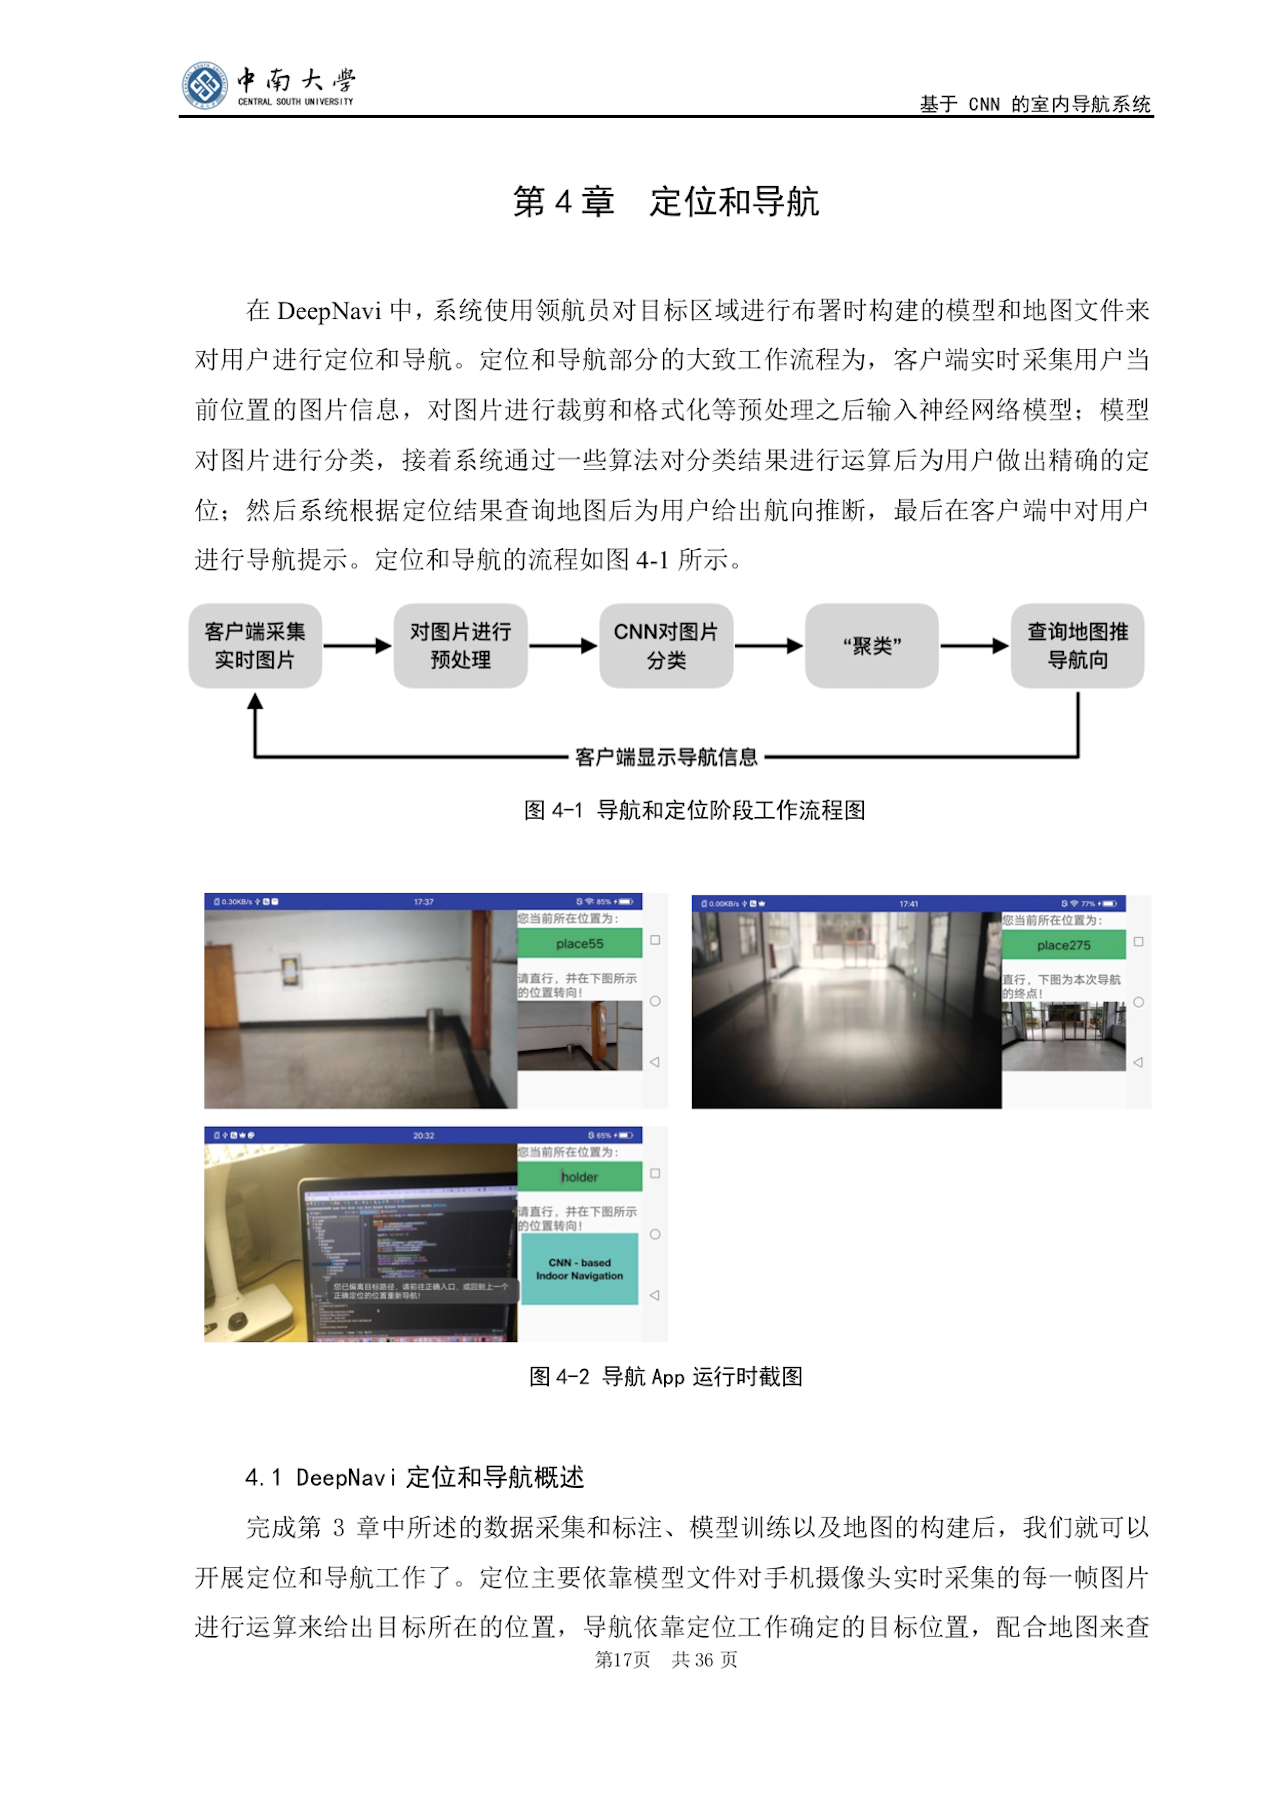 中南大学
CENTRAL SOUTH UNIVERSITY
基于 CNN 的室内导航系统
第 4 章 定位和导航
在 DeepNavi 中，系统使用领航员对目标区域进行布署时构建的模型和地图文件来
对用户进行定位和导航。定位和导航部分的大致工作流程为，客户端实时采集用户当
前位置的图片信息，对图片进行裁剪和格式化等预处理之后输入神经网络模型；模型
对图片进行分类，接着系统通过一些算法对分类结果进行运算后为用户做出精确的定
位；然后系统根据定位结果查询地图后为用户给出航向推断，最后在客户端中对用户
进行导航提示。定位和导航的流程如图 4-1 所示。
客户端采集
实时图片
对图片进行
预处理
CNN对图片
分类
“聚类”
查询地图推
导航向
客户端显示导航信息
图 4-1 导航和定位阶段工作流程图
0.30KB/s 17:37 85%
您当前所在位置为：
place55
请直行，并在下图所示
的位置转向！
0.00KB/s 17:41 77%
您当前所在位置为：
place275
直行，下图为本次导航
的终点！
20:32 65%
您当前所在位置为：
holder
请直行，并在下图所示
的位置转向！
CNN - based
Indoor Navigation
您已偏离目标路径，请前往正确入口，或回到上一个
正确定位的位置重新导航！
图 4-2 导航 App 运行时截图
4.1 DeepNavi 定位和导航概述
完成第 3 章中所述的数据采集和标注、模型训练以及地图的构建后，我们就可以
开展定位和导航工作了。定位主要依靠模型文件对手机摄像头实时采集的每一帧图片
进行运算来给出目标所在的位置，导航依靠定位工作确定的目标位置，配合地图来查
第17页 共 36 页